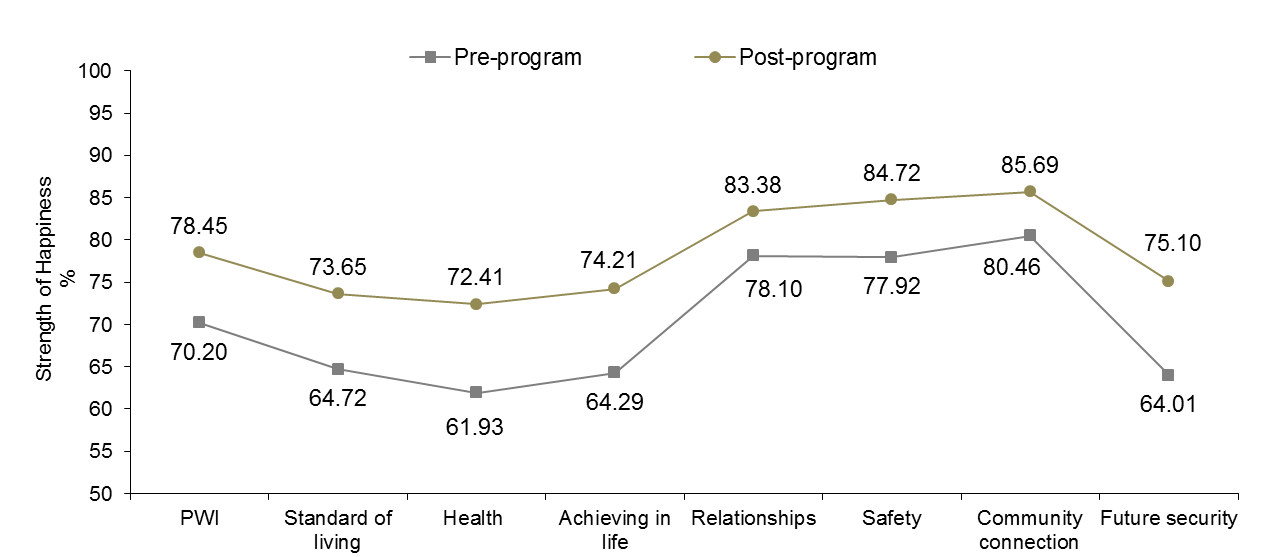 Pre-program
Post-program
Strength of Happiness
%
100
95
90
85
80
75
70
65
60
55
50
78.45
73.65
72.41
74.21
83.38
84.72
85.69
75.10
70.20
64.72
61.93
64.29
78.10
77.92
80.46
64.01
PWI
Standard of
living
Health
Achieving in
life
Relationships
Safety
Community
connection
Future security